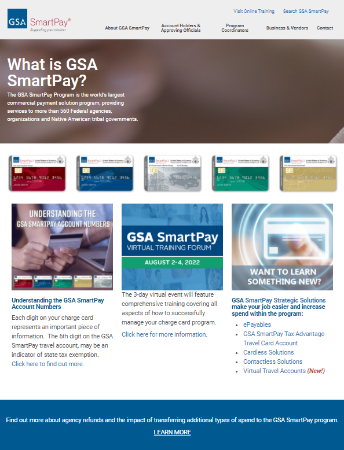 Visit Online Training Search GSA SmartPay
GSA SmartPay®
Supporting your mission
About GSA SmartPay Account Holders & Approving Officials Program Coordinators Business & Vendors Contact
What is GSA
SmartPay?
The GSA SmartPay Program is the world's largest
commercial payment solution program, providing
services to more than 560 Federal agencies,
organizations and Native American tribal governments.
UNDERSTANDING THE
GSA SMARTPAY ACCOUNT NUMBERS
Understanding the GSA SmartPay
Account Numbers
Each digit on your charge card
represents an important piece of
information. The 6th digit on the GSA
SmartPay travel account, may be an
indicator of state tax exemption.
Click here to find out more.
GSA SmartPay
VIRTUAL TRAINING FORUM
AUGUST 2-4, 2022
The 3-day virtual event will feature
comprehensive training covering all
aspects of how to successfully
manage your charge card program.
Click here for more information.
WANT TO LEARN
SOMETHING NEW?
GSA SmartPay Strategic Solutions
make your job easier and increase
spend within the program:
• ePayables
• GSA SmartPay Tax Advantage
Travel Card Account
• Cardless Solutions
• Contactless Solutions
• Virtual Travel Accounts (New!)
Find out more about agency refunds and the impact of transferring additional types of spend to the GSA SmartPay program.
LEARN MORE